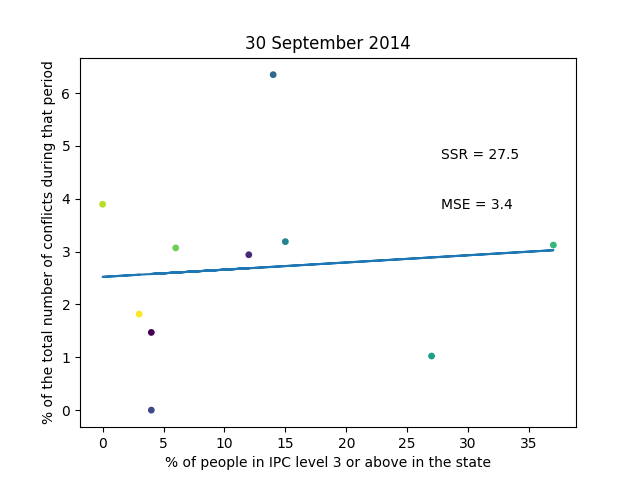 30 September 2014
% of the total number of conflicts during that period
6
5
4
3
2
1
0
SSR = 27.5
MSE = 3.4
0 5 10 15 20 25 30 35
% of people in IPC level 3 or above in the state